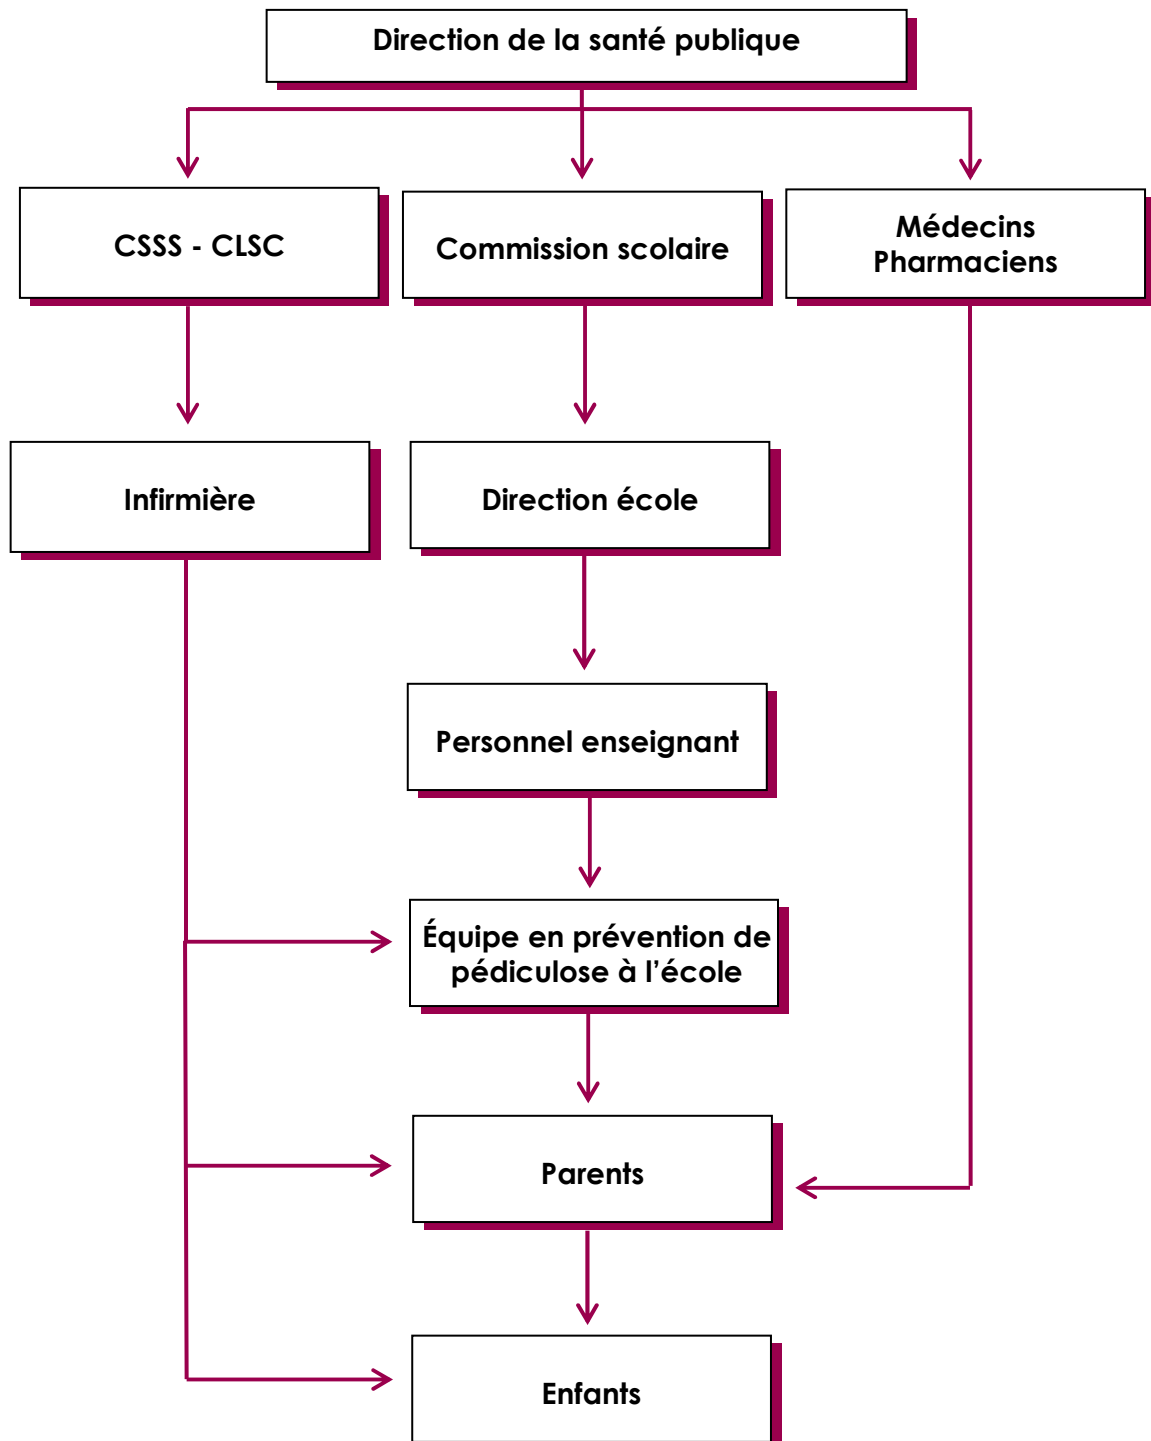 Direction de la santé publique
CSSS - CLSC
Commission scolaire
Médecins
Pharmaciens
Infirmière
Direction école
Personnel enseignant
Équipe en prévention de
pédiculose à l’école
Parents
Enfants